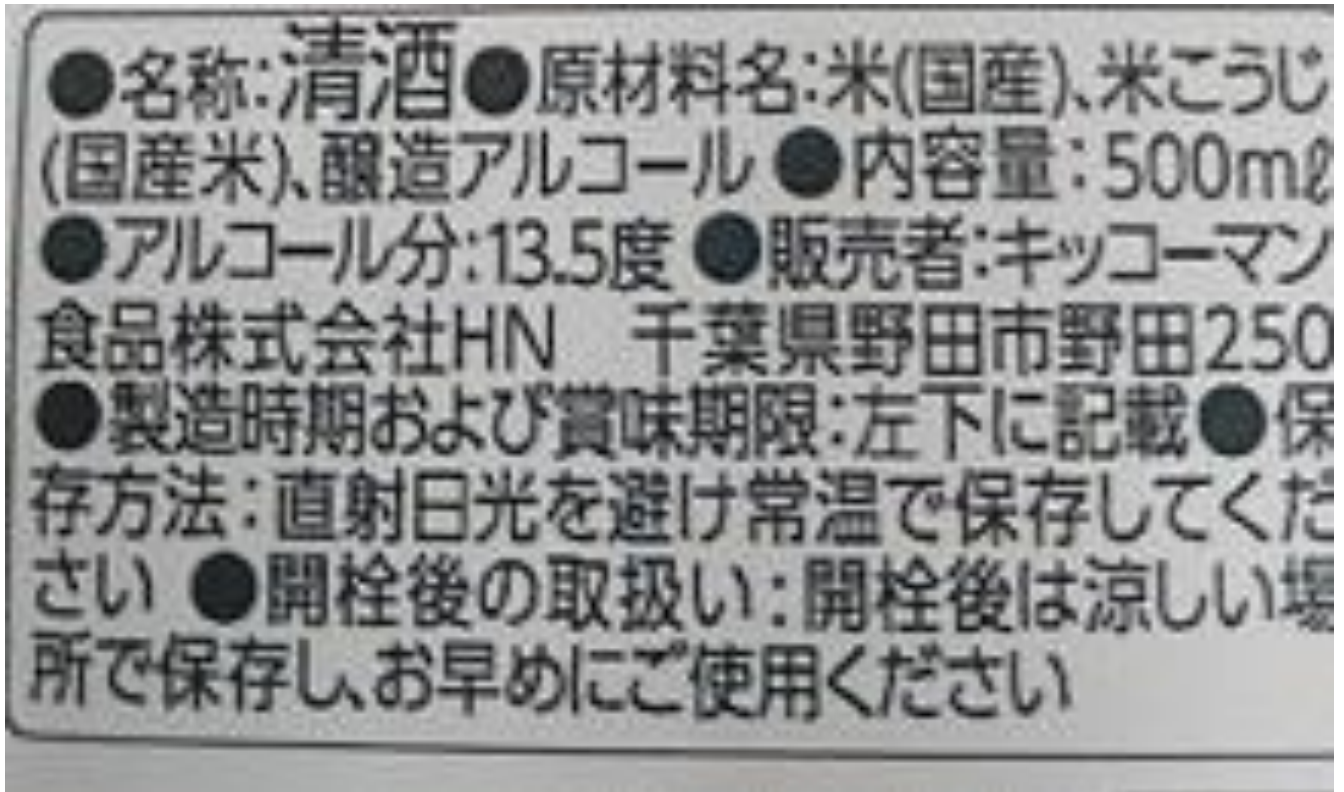 ●名称:清酒●原材料名:米(国産)、米こうじ
(国産米)、醸造アルコール ●内容量:500mℓ
●アルコール分:13.5度 ●販売者:キッコーマン
食品株式会社HN 千葉県野田市野田250
●製造時期および賞味期限:左下に記載●保
存方法:直射日光を避け常温で保存してくだ
さい ●開栓後の取扱い:開栓後は涼しい場
所で保存し、お早めにご使用ください